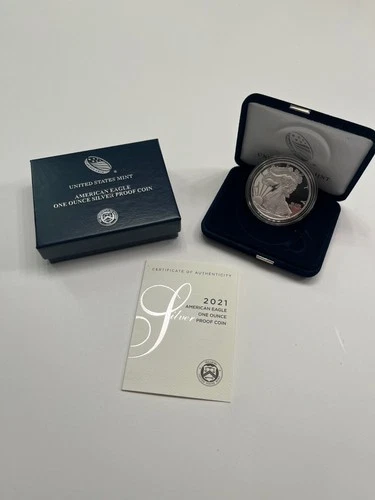 UNITED STATES MINT
AMERICAN EAGLE
ONE OUNCE SILVER PROOF COIN
CERTIFICATE OF AUTHENTICITY
2021
AMERICAN EAGLE
ONE OUNCE
Silver PROOF COIN